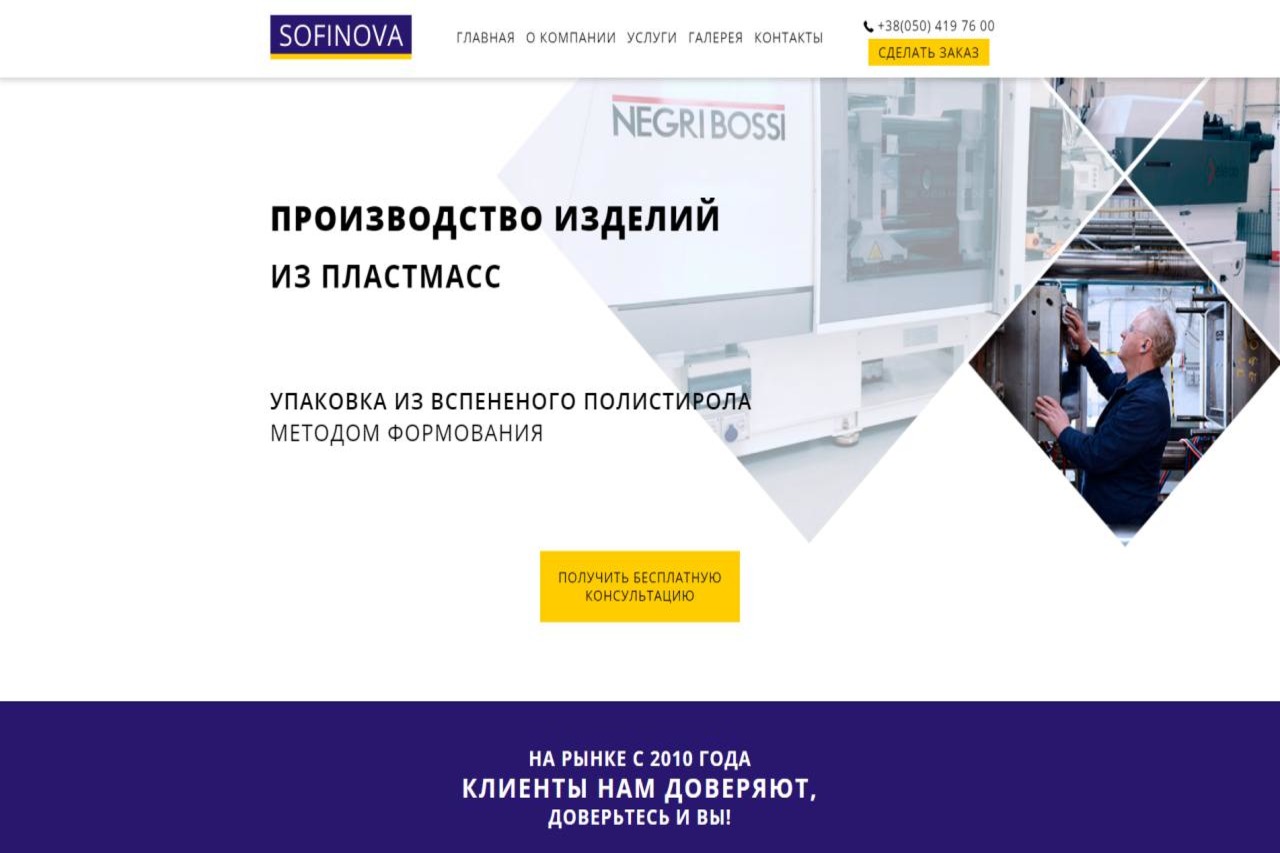 SOFINOVA
ГЛАВНАЯ О КОМПАНИИ УСЛУГИ ГАЛЕРЕЯ КОНТАКТЫ
+38(050) 419 76 00
СДЕЛАТЬ ЗАКАЗ
NEGRI BOSSI
ПРОИЗВОДСТВО ИЗДЕЛИЙ
ИЗ ПЛАСТМАСС
УПАКОВКА ИЗ ВСПЕНЕНОГО ПОЛИСТИРОЛА
МЕТОДОМ ФОРМОВАНИЯ
ПОЛУЧИТЬ БЕСПЛАТНУЮ
КОНСУЛЬТАЦИЮ
НА РЫНКЕ С 2010 ГОДА
КЛИЕНТЫ НАМ ДОВЕРЯЮТ,
ДОВЕРЬТЕСЬ И ВЫ!